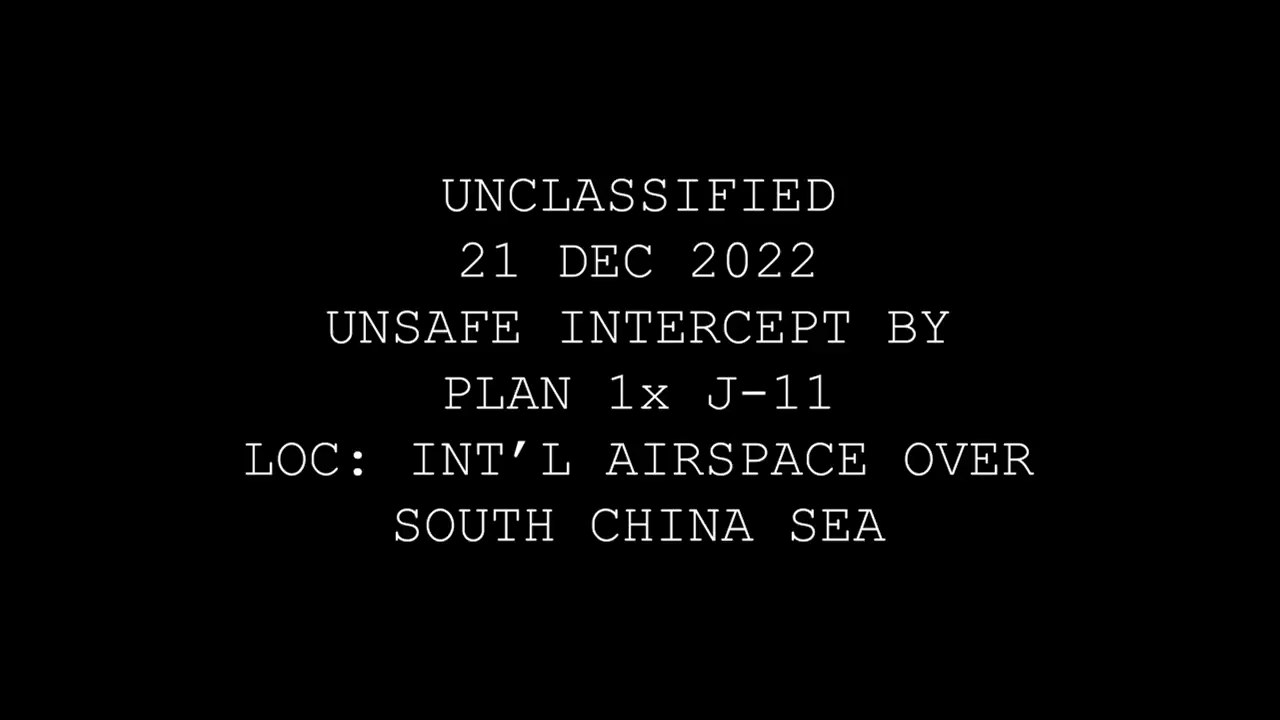 UNCLASSIFIED
21 DEC 2022
UNSAFE INTERCEPT BY
PLAN 1x J-11
LOC: INT’L AIRSPACE OVER
SOUTH CHINA SEA